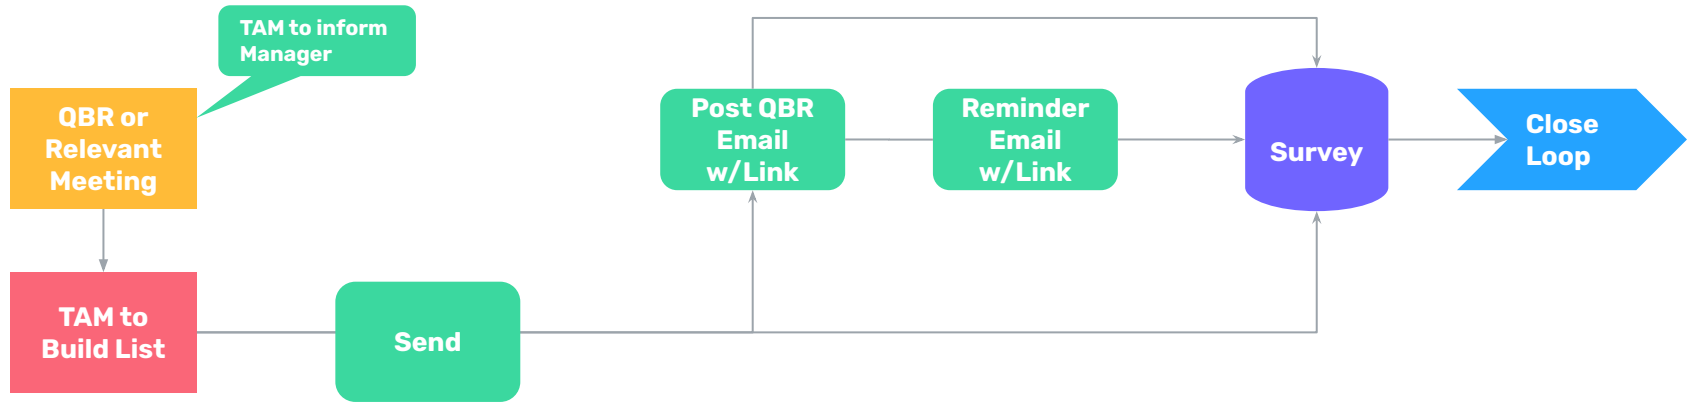 TAM to inform
Manager
QBR or
Relevant
Meeting
TAM to
Build List
Send
Post QBR
Email
w/Link
Reminder
Email
w/Link
Survey
Close
Loop